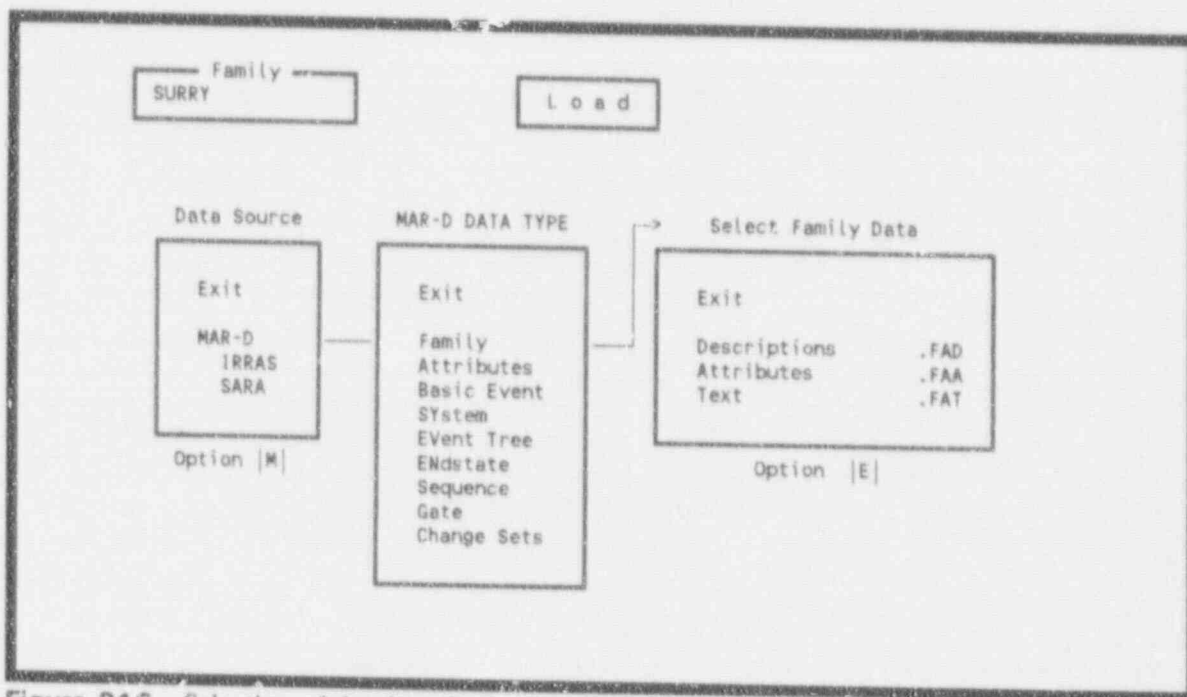 Family
SURRY
Load
Data Source
Exit
MAR-D
IRRAS
SARA
Option |M|
MAR-D DATA TYPE
Exit
Family
Attributes
Basic Event
SYstem
EVent Tree
ENdstate
Sequence
Gate
Change Sets
Select Family Data
Exit
Descriptions .FAD
Attributes .FAA
Text .FAT
Option |E|